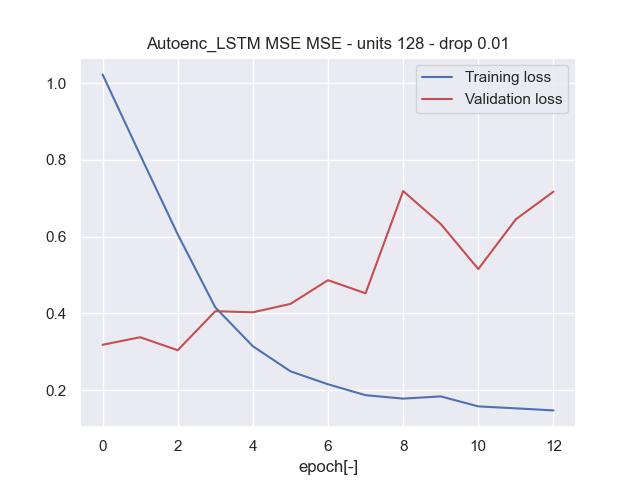 Autoenc_LSTM MSE MSE - units 128 - drop 0.01
Training loss
Validation loss
1.0
0.8
0.6
0.4
0.2
0 2 4 6 8 10 12
epoch[-]